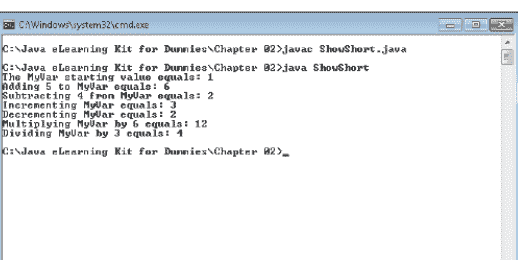 C:\Windows\system32\cmd.exe
C:\Java eLearning Kit for Dummies\Chapter 02>javac ShowShort.java
C:\Java eLearning Kit for Dummies\Chapter 02>java ShowShort
The MyVar starting value equals: 1
Adding 5 to MyVar equals: 6
Subtracting 4 from MyVar equals: 2
Incrementing MyVar equals: 3
Decrementing MyVar equals: 2
Multiplying MyVar by 6 equals: 12
Dividing MyVar by 3 equals: 4
C:\Java eLearning Kit for Dummies\Chapter 02>_